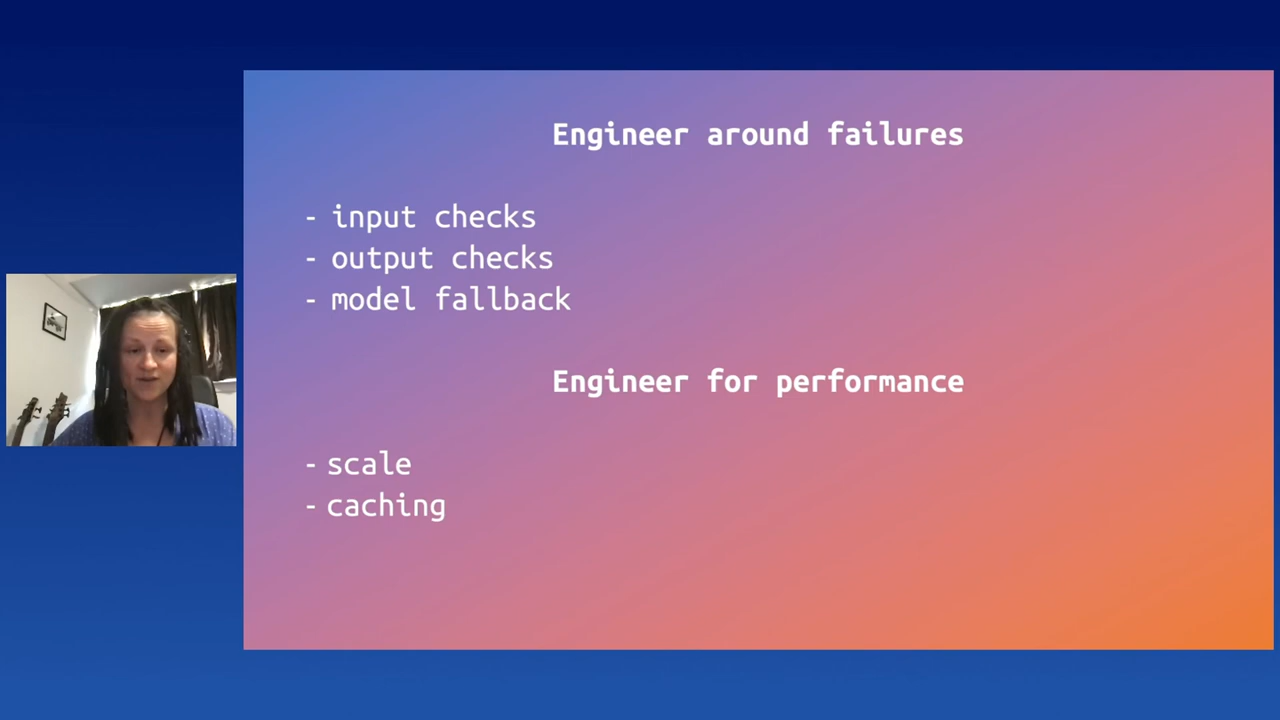 Engineer around failures
- input checks
- output checks
- model fallback
Engineer for performance
- scale
- caching